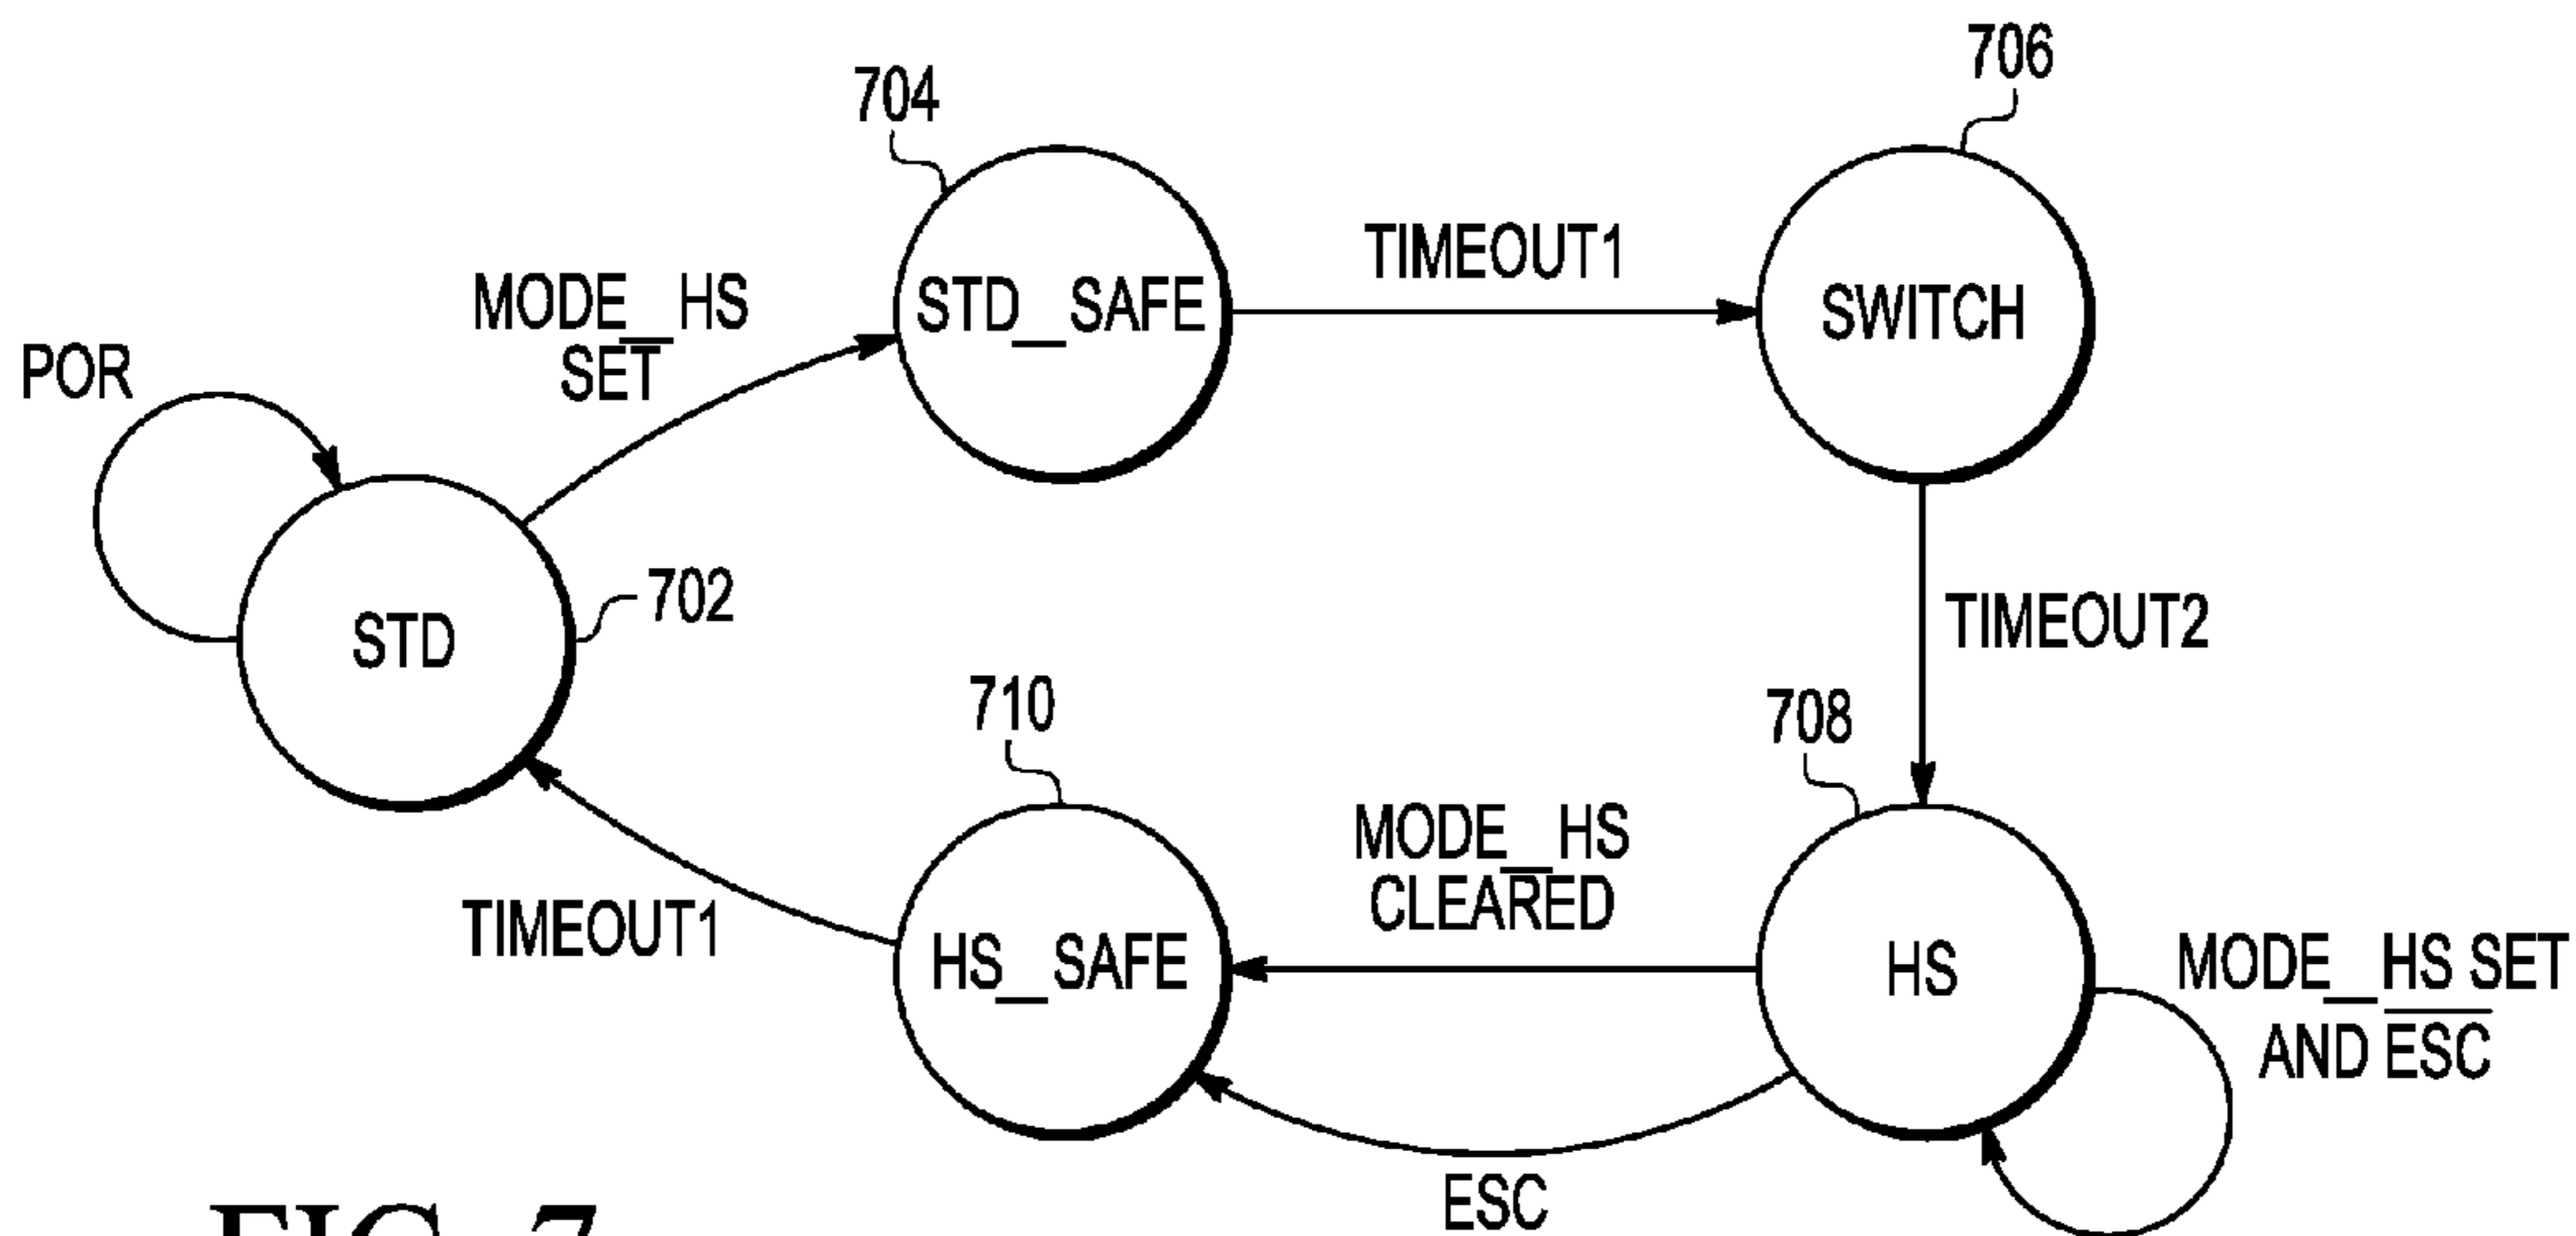 706
704
TIMEOUT1
MODE_HS
SET
STD_SAFE
SWITCH
POR
702
TIMEOUT2
STD
710
708
MODE_HS
CLEARED
TIMEOUT1
HS_SAFE
HS
MODE_HS SET
AND E̅S̅C̅
ESC
FIG. 7